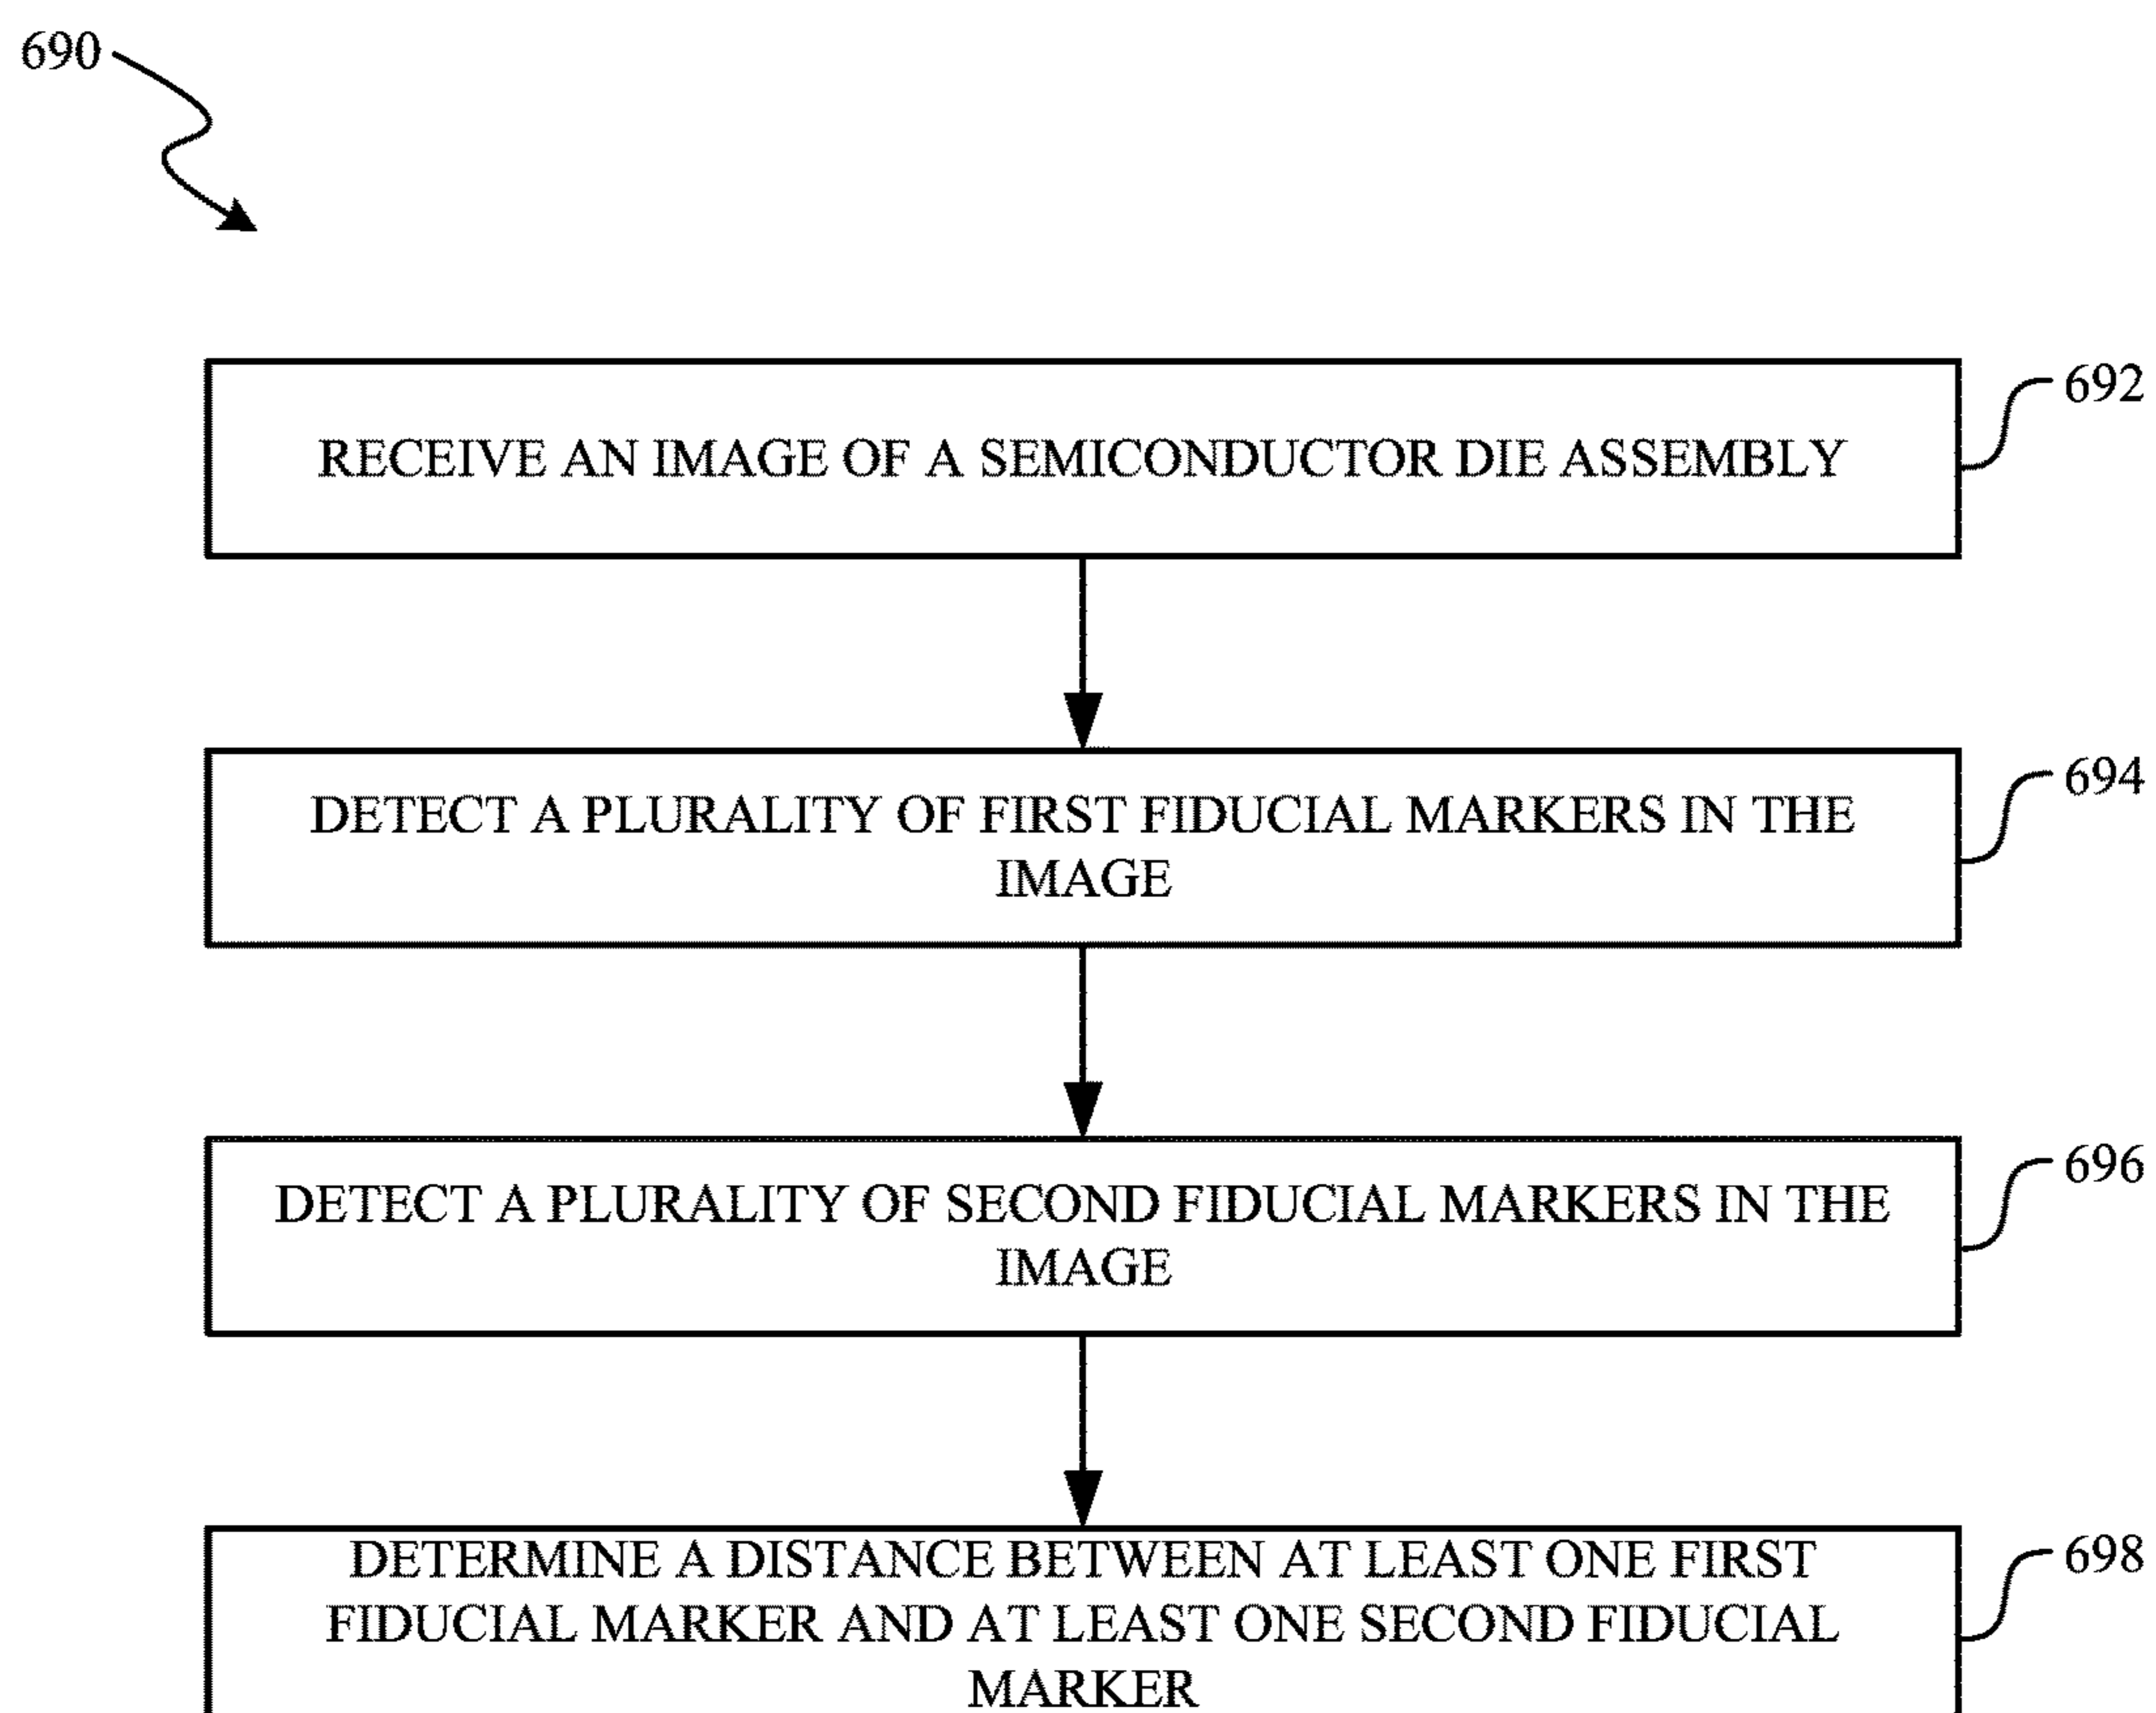 690
RECEIVE AN IMAGE OF A SEMICONDUCTOR DIE ASSEMBLY
692
DETECT A PLURALITY OF FIRST FIDUCIAL MARKERS IN THE
IMAGE
694
DETECT A PLURALITY OF SECOND FIDUCIAL MARKERS IN THE
IMAGE
696
DETERMINE A DISTANCE BETWEEN AT LEAST ONE FIRST
FIDUCIAL MARKER AND AT LEAST ONE SECOND FIDUCIAL
MARKER
698